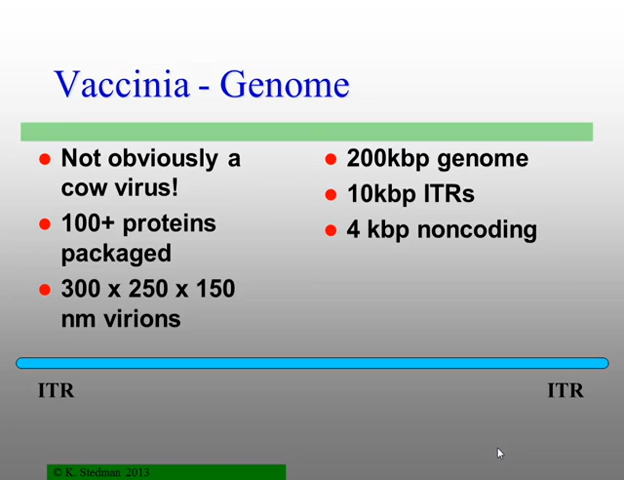 Vaccinia - Genome
Not obviously a
cow virus!
100+ proteins
packaged
300 x 250 x 150
nm virions
200kbp genome
10kbp ITRs
4 kbp noncoding
ITR
ITR
© K. Stedman 2013